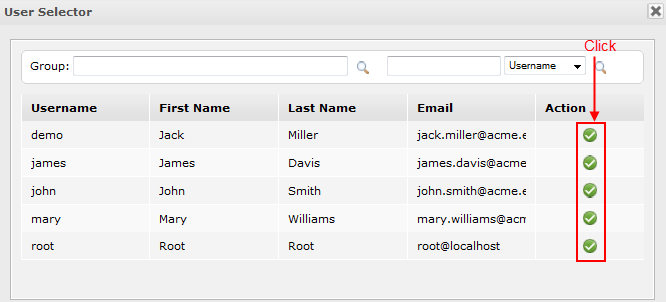 User Selector
Click
Group: Username
Username First Name Last Name Email Action
demo Jack Miller jack.miller@acme.e
james James Davis james.davis@acme
john John Smith john.smith@acme.e
mary Mary Williams mary.williams@acm
root Root Root root@localhost